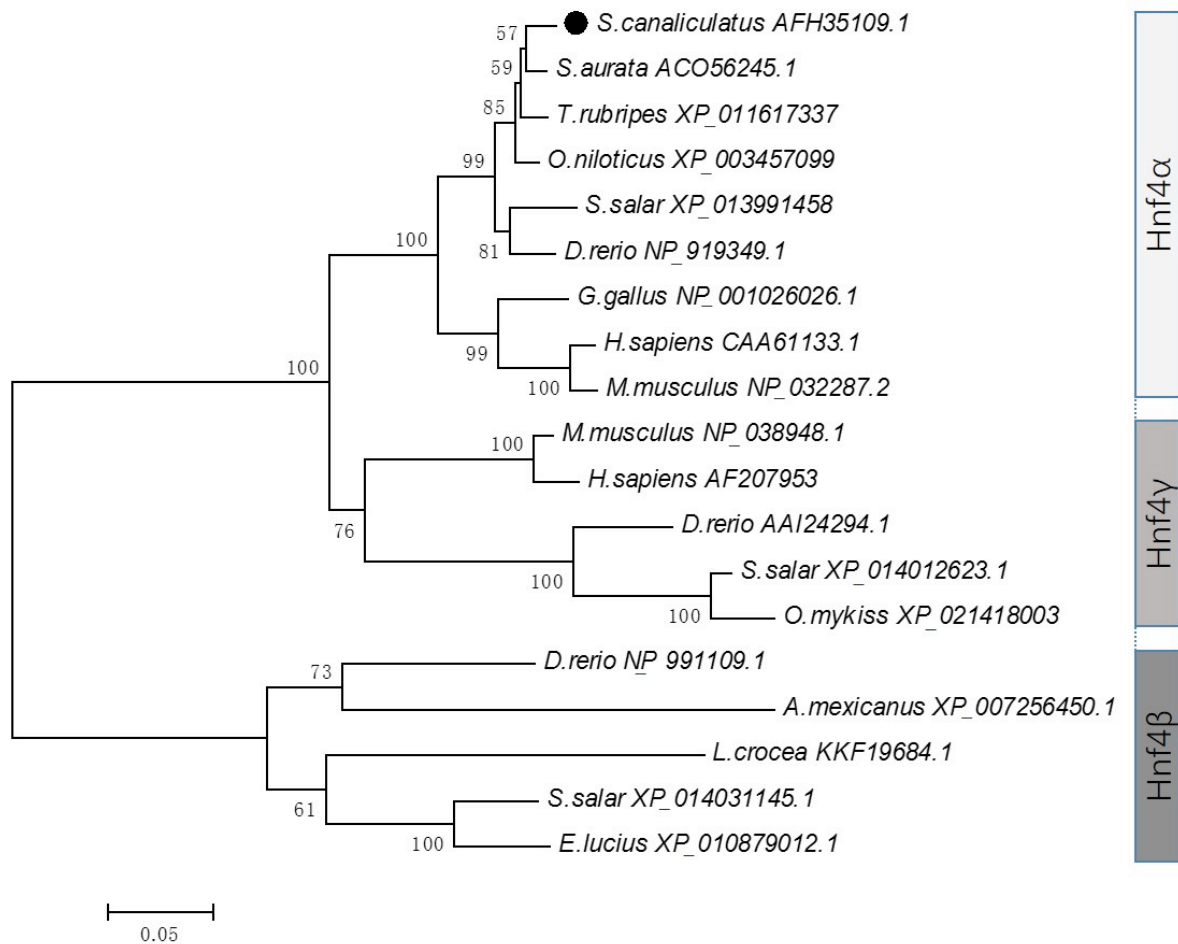 57
S.canaliculatus AFH35109.1
59
S.aurata ACO56245.1
85
T.rubripes XP_011617337
99
O.niloticus XP_003457099
S.salar XP_013991458
100
81
D.rerio NP_919349.1
G.gallus NP_001026026.1
99
H.sapiens CAA61133.1
100
100
M.musculus NP_032287.2
Hnf4α
M.musculus NP_038948.1
100
H.sapiens AF207953
76
D.rerio AAI24294.1
100
S.salar XP_014012623.1
100
O.mykiss XP_021418003
Hnf4γ
D.rerio NP_991109.1
73
A.mexicanus XP_007256450.1
L.crocea KKF19684.1
61
S.salar XP_014031145.1
100
E.lucius XP_010879012.1
Hnf4β
0.05